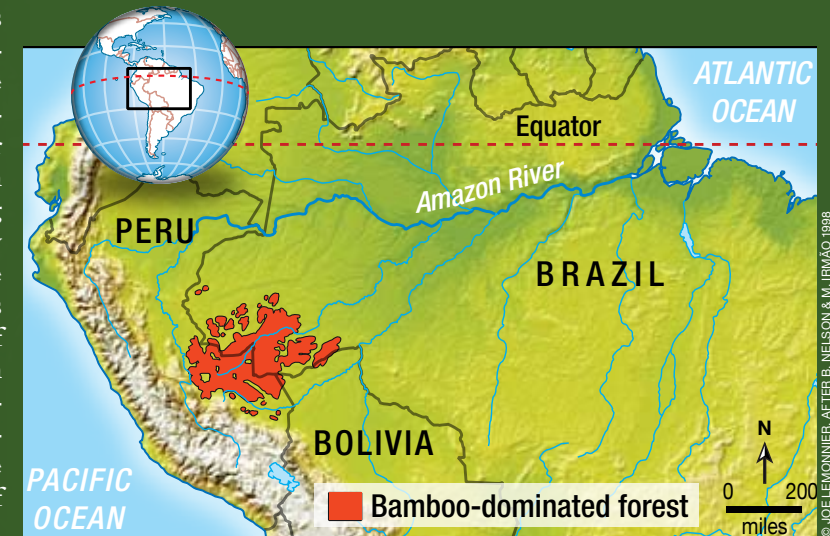 ATLANTIC
OCEAN
Equator
Amazon River
PERU
BRAZIL
BOLIVIA
PACIFIC
OCEAN
Bamboo-dominated forest
N
0 200
miles
© JOE LEMONNIER, AFTER B. NELSON & M. IRMÃO 1998